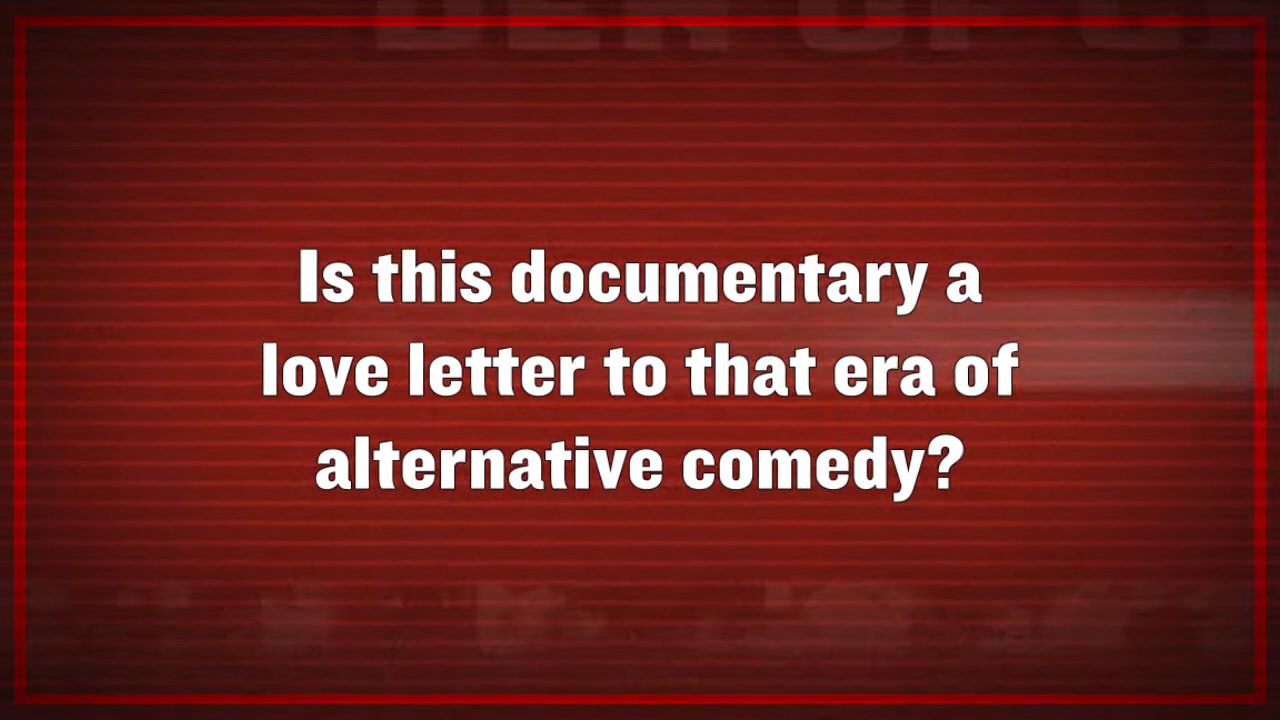 Is this documentary a
love letter to that era of
alternative comedy?